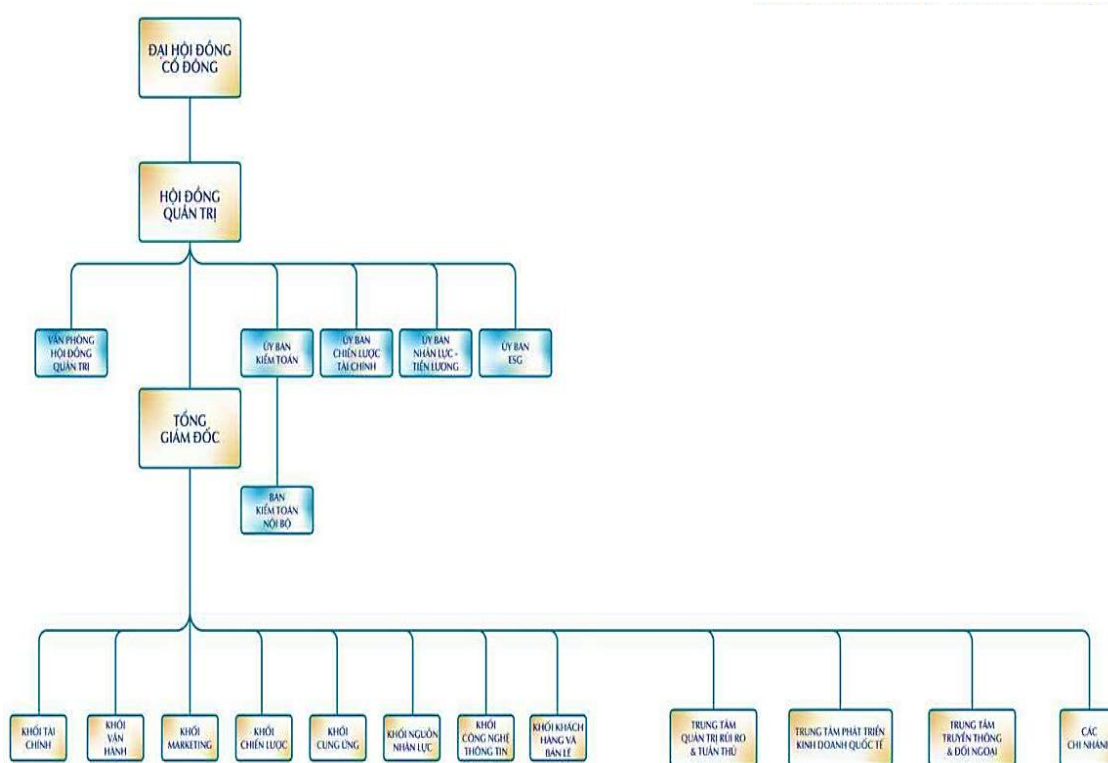 ĐẠI HỘI ĐỒNG
CỔ ĐÔNG
HỘI ĐỒNG
QUẢN TRỊ
VĂN PHÒNG
HỘI ĐỒNG
QUẢN TRỊ
ỦY BAN
KIỂM TOÁN
ỦY BAN
CHIẾN LƯỢC
TÀI CHÍNH
ỦY BAN
NHÂN LỰC -
TIỀN LƯƠNG
ỦY BAN
ESG
TỔNG
GIÁM ĐỐC
BAN
KIỂM TOÁN
NỘI BỘ
KHỐI TÀI
CHÍNH
KHỐI
VẬN
HÀNH
KHỐI
MARKETING
KHỐI
CHIẾN LƯỢC
KHỐI
CUNG ỨNG
KHỐI NGUỒN
NHÂN LỰC
KHỐI
CÔNG NGHỆ
THÔNG TIN
KHỐI KHÁCH
HÀNG VÀ
BÁN LẺ
TRUNG TÂM
QUẢN TRỊ RỦI RO
& TUÂN THỦ
TRUNG TÂM PHÁT TRIỂN
KINH DOANH QUỐC TẾ
TRUNG TÂM
TRUYỀN THÔNG
& ĐỐI NGOẠI
CÁC
CHI NHÁNH